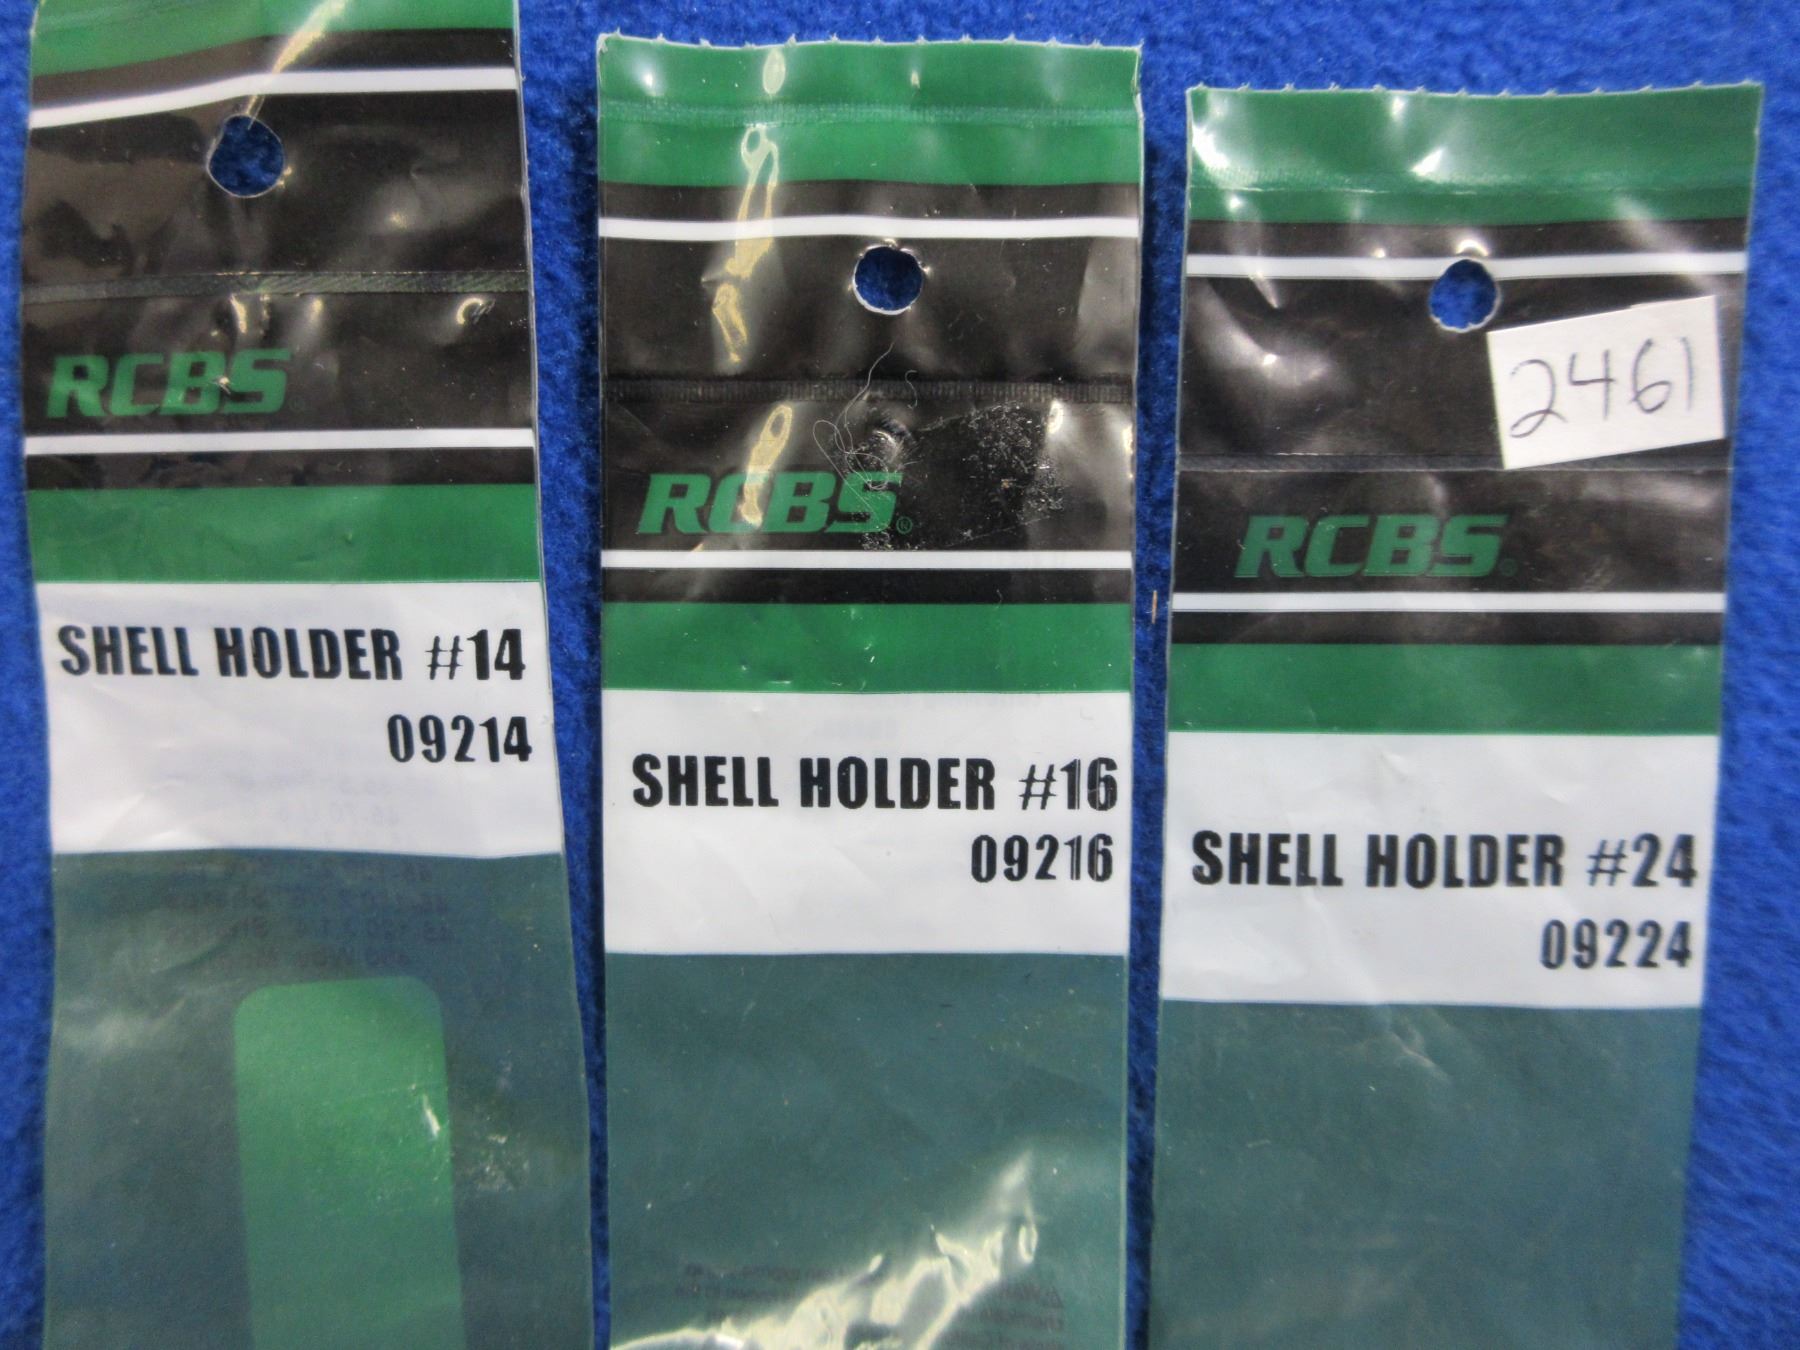 RCBS
SHELL HOLDER #14
09214
RCBS®
SHELL HOLDER #16
09216
2461
RCBS®
SHELL HOLDER #24
09224